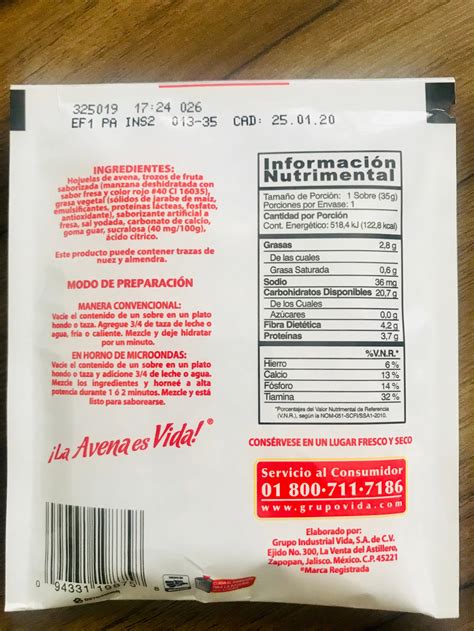 325019 17:24 026
EF1 PA INS2 013-35 CAD: 25.01.20
INGREDIENTES:
Hojuelas de avena, trozos de fruta
saborizada (manzana deshidratada con
sabor fresa y color rojo #40 CI 16035),
grasa vegetal (sólidos de jarabe de maíz,
emulsificantes, proteínas lácteas, fosfato,
antioxidante), saborizante artificial a
fresa, sal yodada, carbonato de calcio,
goma guar, sucralosa (40 mg/100g),
ácido cítrico.
Este producto puede contener trazas de
nuez y almendra.
MODO DE PREPARACIÓN
MANERA CONVENCIONAL:
Vacie el contenido de un sobre en un plato
hondo o taza. Agregue 3/4 de taza de leche o
agua, fría o caliente. Mezcle y deje hidratar
por un minuto.
EN HORNO DE MICROONDAS:
Vacie el contenido de un sobre en un plato
hondo o taza y adicione 3/4 de leche o agua.
Mezcle los ingredientes y horneé a alta
potencia durante 1 ó 2 minutos. Mezcle y está
listo para saborearse.
¡La Avena es Vida!®
Información
Nutrimental
Tamaño de Porción: 1 Sobre (35g)
Porciones por Envase: 1
Cantidad por Porción
Cont. Energético: 518,4 kJ (122,8 kcal)
Grasas 2,8 g
De las cuales
Grasa Saturada 0,6 g
Sodio 36 mg
Carbohidratos Disponibles 20,7 g
De los Cuales
Azúcares 0,0 g
Fibra Dietética 4,2 g
Proteínas 3,7 g
%V.N.R.*
Hierro 6 %
Calcio 13 %
Fósforo 14 %
Tiamina 32 %
*Porcentajes del Valor Nutrimental de Referencia
(V.N.R.), según la NOM-051-SCFI/SSA1-2010.
CONSÉRVESE EN UN LUGAR FRESCO Y SECO
Servicio al Consumidor
01 800·711·7186
www.grupovida.com
Elaborado por:
Grupo Industrial Vida, S.A. de C.V.
Ejido No. 300, La Venta del Astillero,
Zapopan, Jalisco. México. C.P. 45221
*Marca Registrada